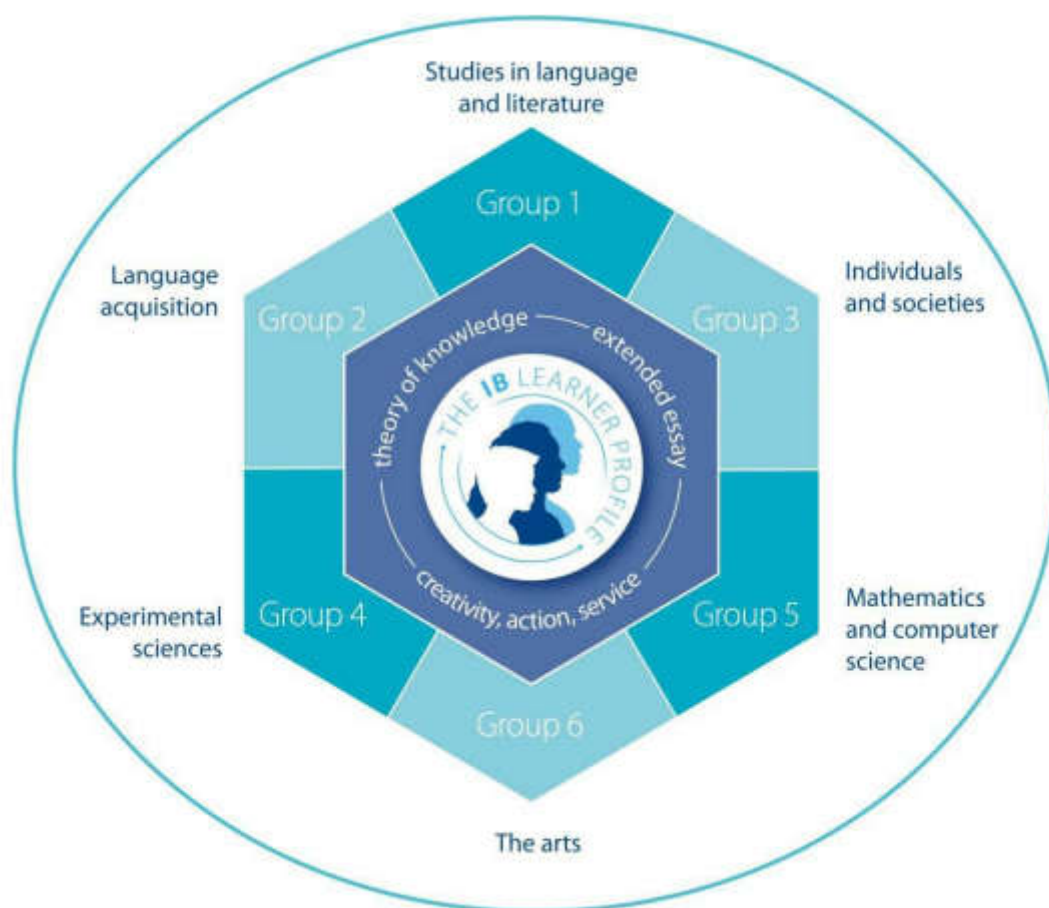 Studies in language
and literature
Group 1
Language
acquisition
Group 2
Individuals
and societies
Group 3
theory of knowledge
extended essay
THE IB LEARNER PROFILE
creativity, action, service
Experimental
sciences
Group 4
Mathematics
and computer
science
Group 5
Group 6
The arts